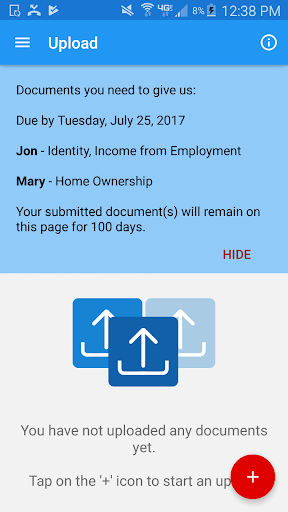 4G
8% 12:38 PM
Upload
Documents you need to give us:
Due by Tuesday, July 25, 2017
Jon - Identity, Income from Employment
Mary - Home Ownership
Your submitted document(s) will remain on
this page for 100 days.
HIDE
You have not uploaded any documents
yet.
Tap on the '+' icon to start an up
+